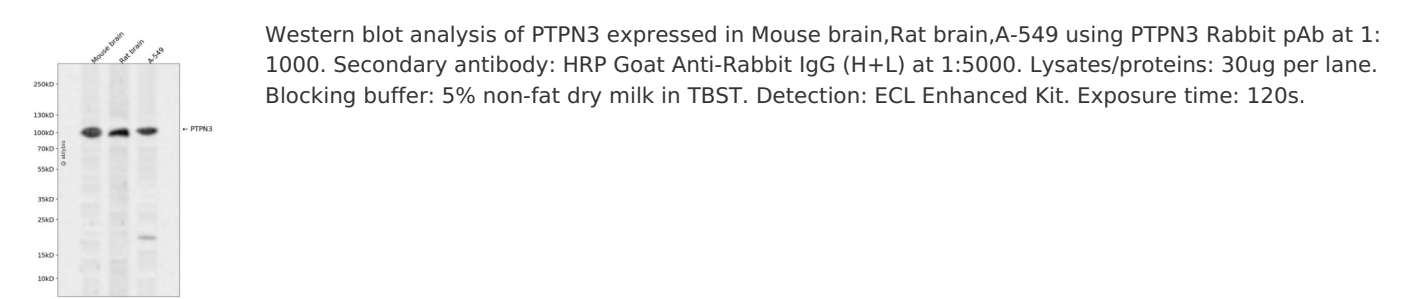 Western blot analysis of PTPN3 expressed in Mouse brain,Rat brain,A-549 using PTPN3 Rabbit pAb at 1:
1000. Secondary antibody: HRP Goat Anti-Rabbit IgG (H+L) at 1:5000. Lysates/proteins: 30ug per lane.
Blocking buffer: 5% non-fat dry milk in TBST. Detection: ECL Enhanced Kit. Exposure time: 120s.
Mouse brain
Rat brain
A-549
250kD
130kD
100kD
← PTPN3
70kD
55kD
35kD
25kD
15kD
10kD